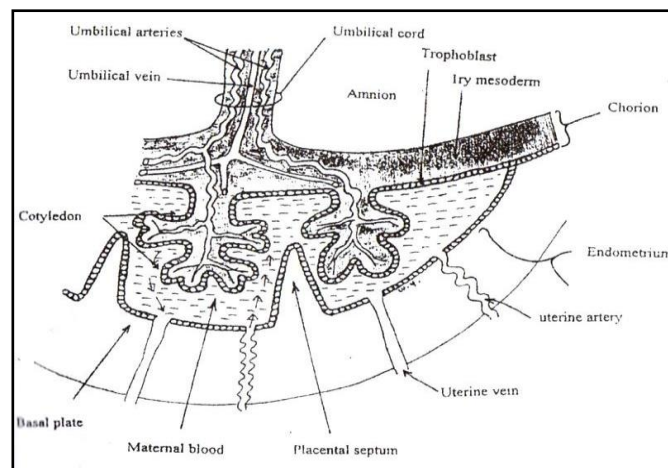 Umbilical arteries
Umbilical cord
Trophoblast
Umbilical vein
1ry mesoderm
Amnion
Chorion
Cotyledon
Endometrium
uterine artery
Uterine vein
Basal plate
Maternal blood
Placental septum